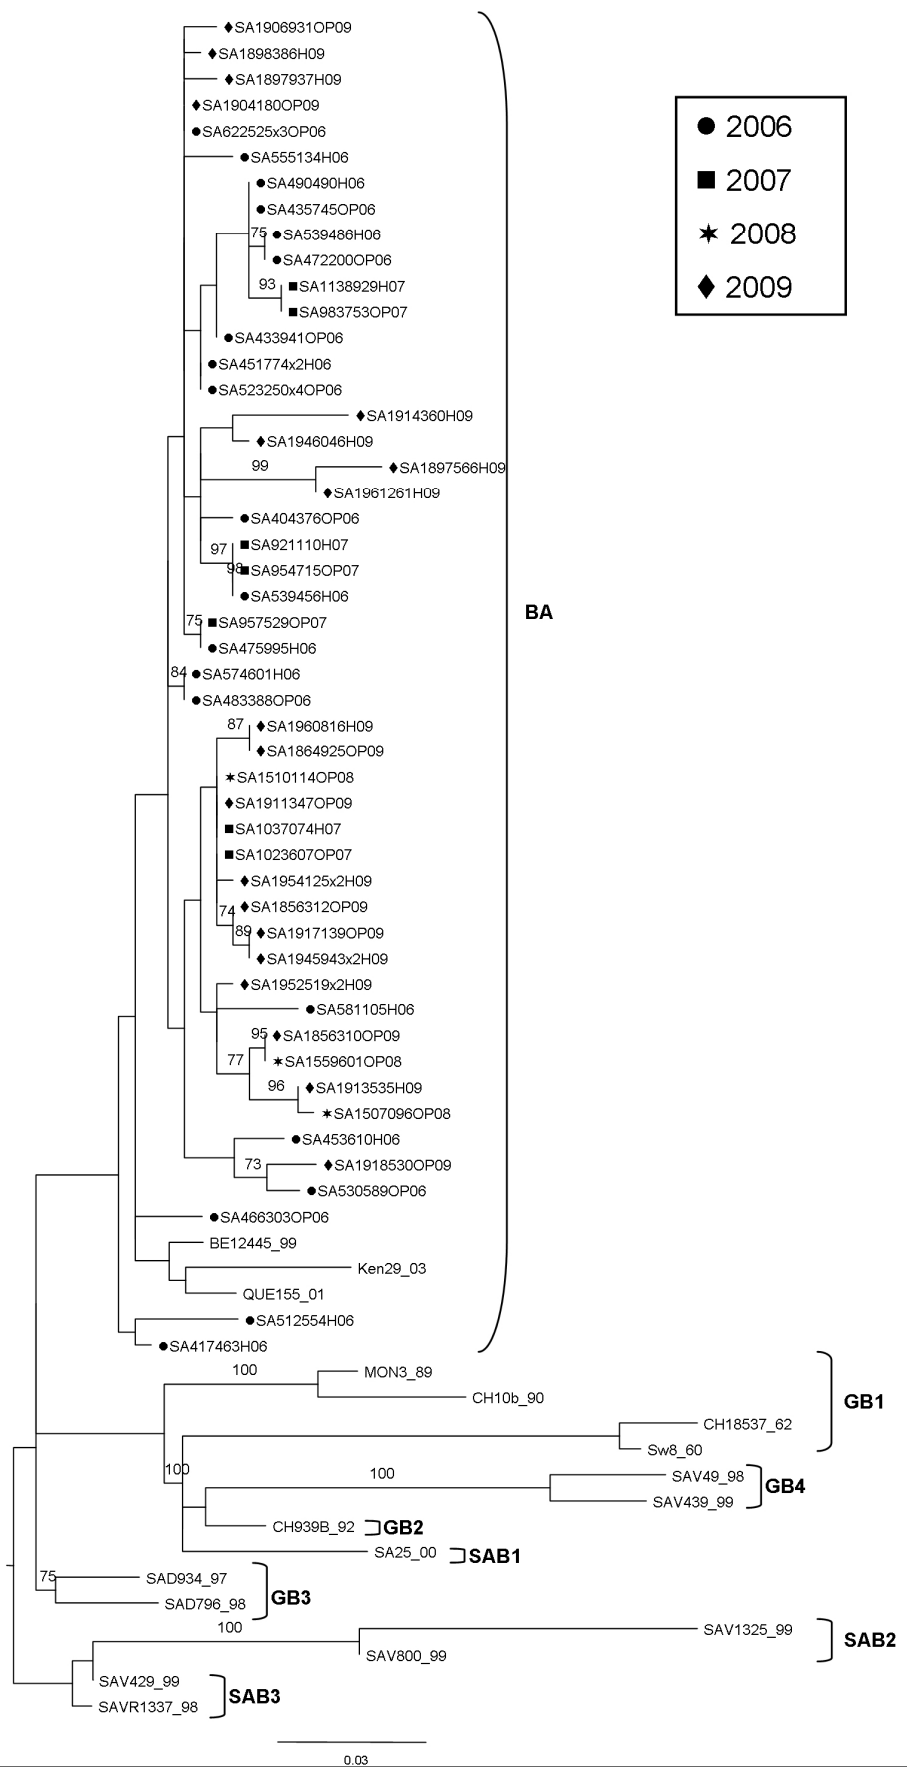 SA1906931OP09
SA1898386H09
SA1897937H09
SA1904180OP09
SA622525x3OP06
SA555134H06
SA490490H06
SA435745OP06
75
SA539486H06
SA472200OP06
93
SA1138929H07
SA983753OP07
SA433941OP06
SA451774x2H06
SA523250x4OP06
SA1914360H09
SA1946046H09
99
SA1897566H09
SA1961261H09
SA404376OP06
97
SA921110H07
98
SA954715OP07
SA539456H06
75
SA957529OP07
SA475995H06
84
SA574601H06
SA483388OP06
87
SA1960816H09
SA1864925OP09
SA1510114OP08
SA1911347OP09
SA1037074H07
SA1023607OP07
SA1954125x2H09
74
SA1856312OP09
89
SA1917139OP09
SA1945943x2H09
SA1952519x2H09
SA581105H06
95
SA1856310OP09
77
SA1559601OP08
96
SA1913535H09
SA1507096OP08
SA453610H06
73
SA1918530OP09
SA530589OP06
SA466303OP06
BE12445_99
Ken29_03
QUE155_01
SA512554H06
SA417463H06
BA
2006
2007
2008
2009
100
MON3_89
CH10b_90
CH18537_62
Sw8_60
GB1
100
100
SAV49_98
SAV439_99
GB4
CH939B_92
GB2
SA25_00
SAB1
75
SAD934_97
SAD796_98
GB3
100
SAV1325_99
SAV800_99
SAB2
SAV429_99
SAVR1337_98
SAB3
0.03